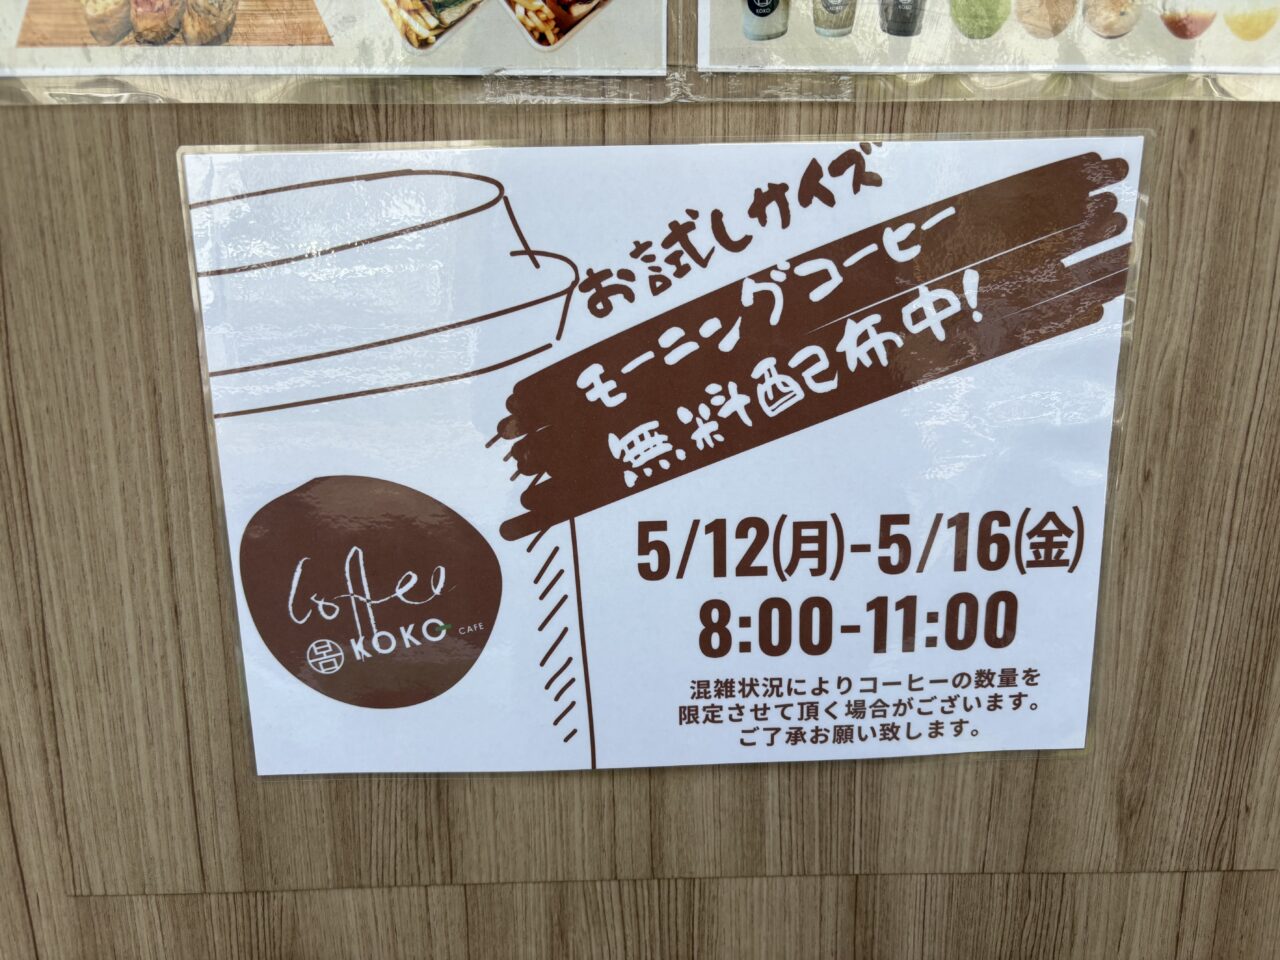 KOKO
KOKO
お試しサイズ
モーニングコーヒー
無料配布中!
Coffee
KOKO CAFE
5/12(月)-5/16(金)
8:00-11:00
混雑状況によりコーヒーの数量を
限定させて頂く場合がございます。
ご了承お願い致します。